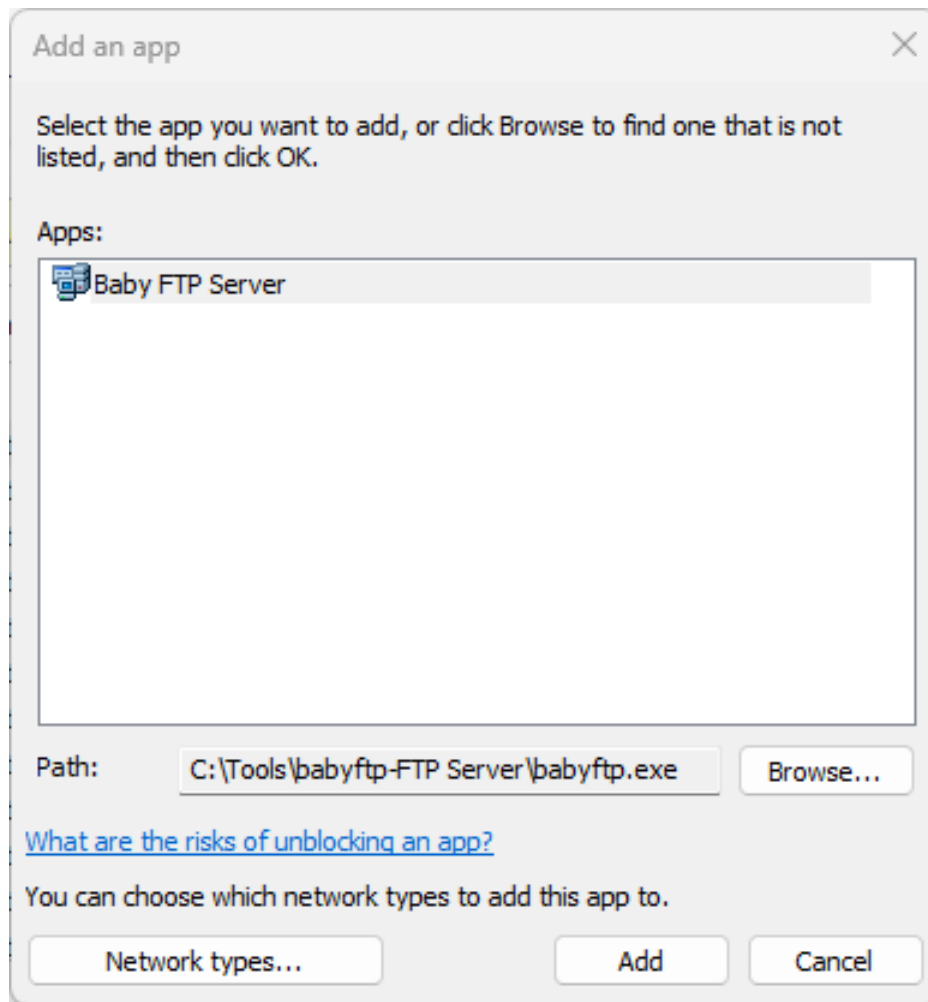 Add an app
Select the app you want to add, or click Browse to find one that is not
listed, and then click OK.
Apps:
Baby FTP Server
Path:
C:\Tools\babyftp-FTP Server\babyftp.exe
Browse...
What are the risks of unblocking an app?
You can choose which network types to add this app to.
Network types...
Add
Cancel